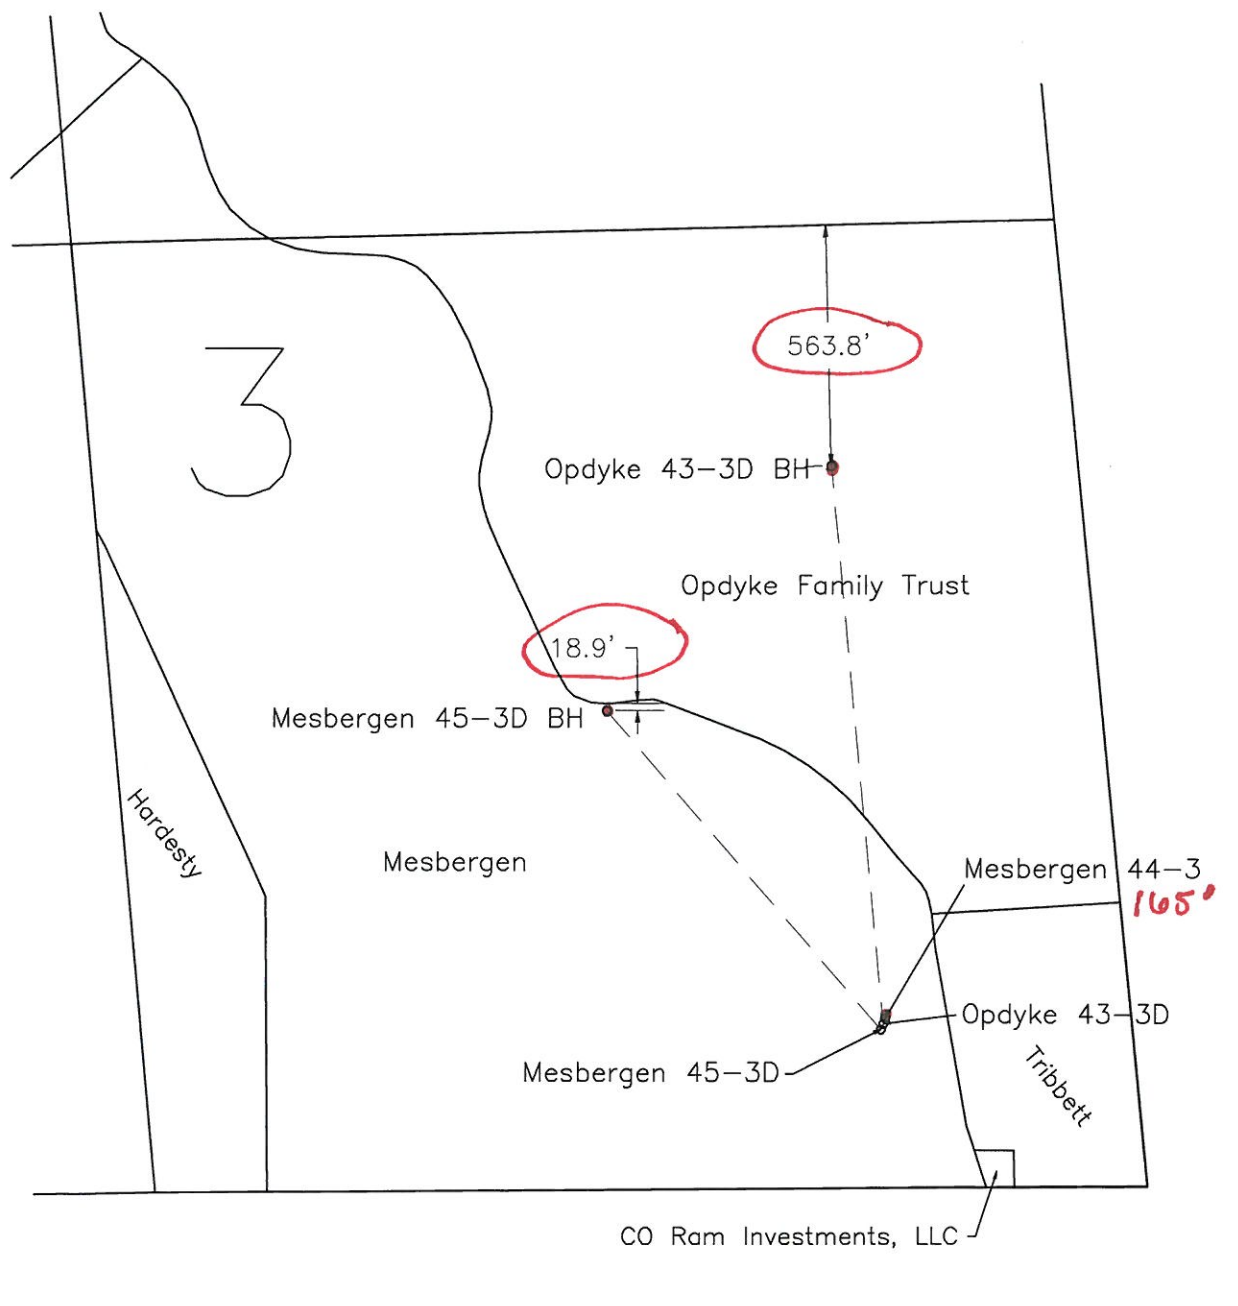 3
563.8'
Opdyke 43-3D BH
Opdyke Family Trust
18.9'
Mesbergen 45-3D BH
Hardesty
Mesbergen
Mesbergen 44-3
165'
Opdyke 43-3D
Mesbergen 45-3D
Tribbett
CO Ram Investments, LLC